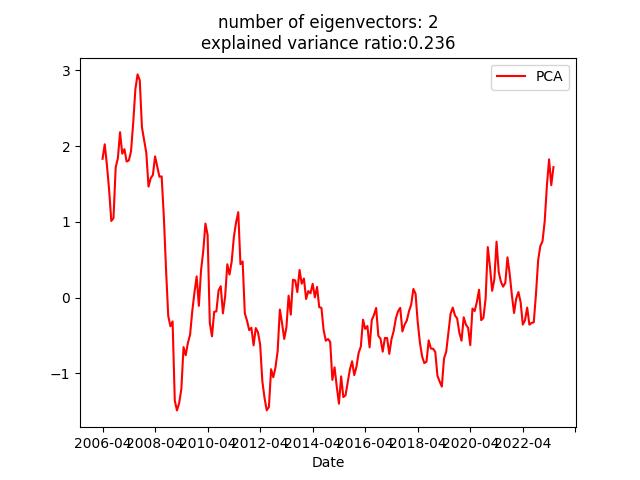 number of eigenvectors: 2
explained variance ratio:0.236
PCA
3
2
1
0
−1
2006-04 2008-04 2010-04 2012-04 2014-04 2016-04 2018-04 2020-04 2022-04
Date